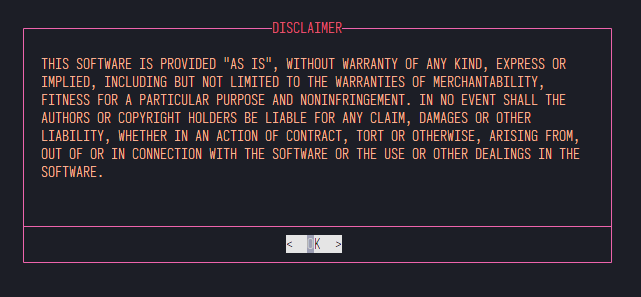 DISCLAIMER
THIS SOFTWARE IS PROVIDED "AS IS", WITHOUT WARRANTY OF ANY KIND, EXPRESS OR
IMPLIED, INCLUDING BUT NOT LIMITED TO THE WARRANTIES OF MERCHANTABILITY,
FITNESS FOR A PARTICULAR PURPOSE AND NONINFRINGEMENT. IN NO EVENT SHALL THE
AUTHORS OR COPYRIGHT HOLDERS BE LIABLE FOR ANY CLAIM, DAMAGES OR OTHER
LIABILITY, WHETHER IN AN ACTION OF CONTRACT, TORT OR OTHERWISE, ARISING FROM,
OUT OF OR IN CONNECTION WITH THE SOFTWARE OR THE USE OR OTHER DEALINGS IN THE
SOFTWARE.
< OK >